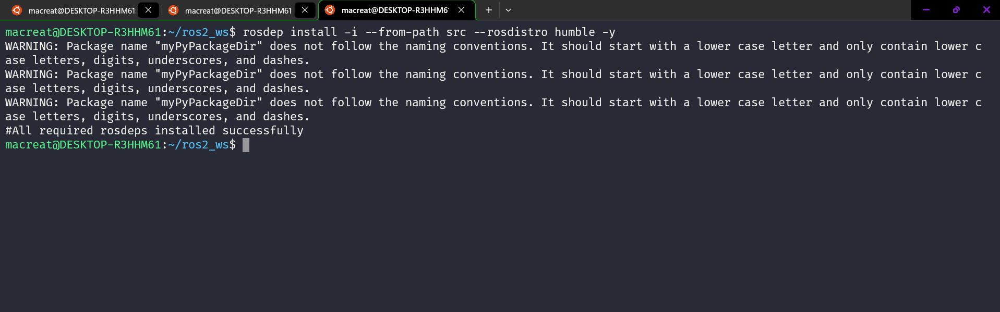 macreat@DESKTOP-R3HHM61
macreat@DESKTOP-R3HHM61
macreat@DESKTOP-R3HHM6
macreat@DESKTOP-R3HHM61:~/ros2_ws$ rosdep install -i --from-path src --rosdistro humble -y
WARNING: Package name "myPyPackageDir" does not follow the naming conventions. It should start with a lower case letter and only contain lower c
ase letters, digits, underscores, and dashes.
WARNING: Package name "myPyPackageDir" does not follow the naming conventions. It should start with a lower case letter and only contain lower c
ase letters, digits, underscores, and dashes.
WARNING: Package name "myPyPackageDir" does not follow the naming conventions. It should start with a lower case letter and only contain lower c
ase letters, digits, underscores, and dashes.
#All required rosdeps installed successfully
macreat@DESKTOP-R3HHM61:~/ros2_ws$